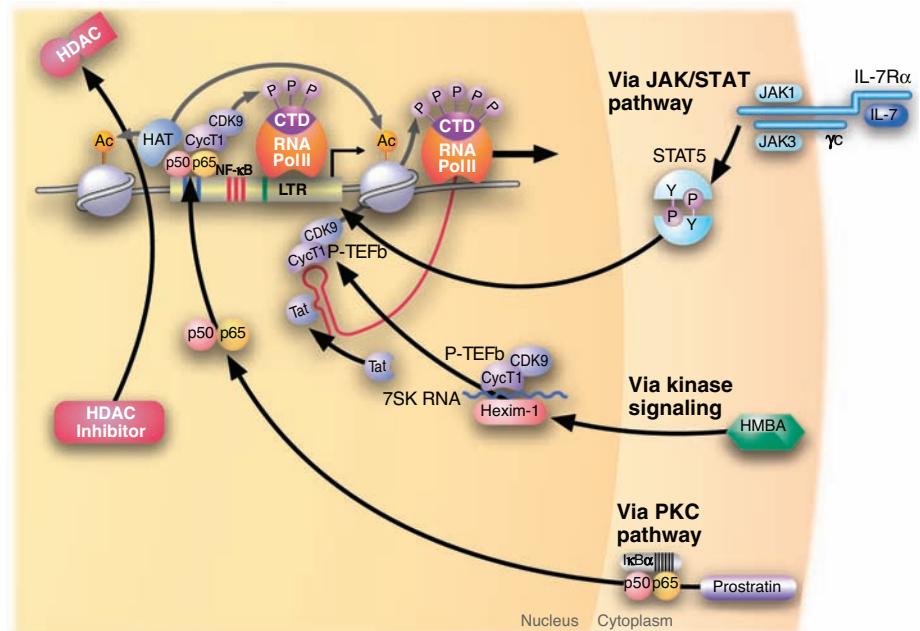 HDAC
Via JAK/STAT
pathway
IL-7Rα
JAK1
IL-7
JAK3
γC
STAT5
Y
P
P
Y
P
P
P
P
P
P
P
P
CDK9
CTD
CTD
Ac
HAT
CycT1
RNA
PolII
Ac
RNA
PolII
p50
p65
NF-κB
LTR
CDK9
CycT1
P-TEFb
Tat
p50
p65
Tat
P-TEFb
CDK9
CycT1
7SK RNA
Hexim-1
Via kinase
signaling
HMBA
HDAC
Inhibitor
Via PKC
pathway
IκBα
p50
p65
Prostratin
Nucleus
Cytoplasm